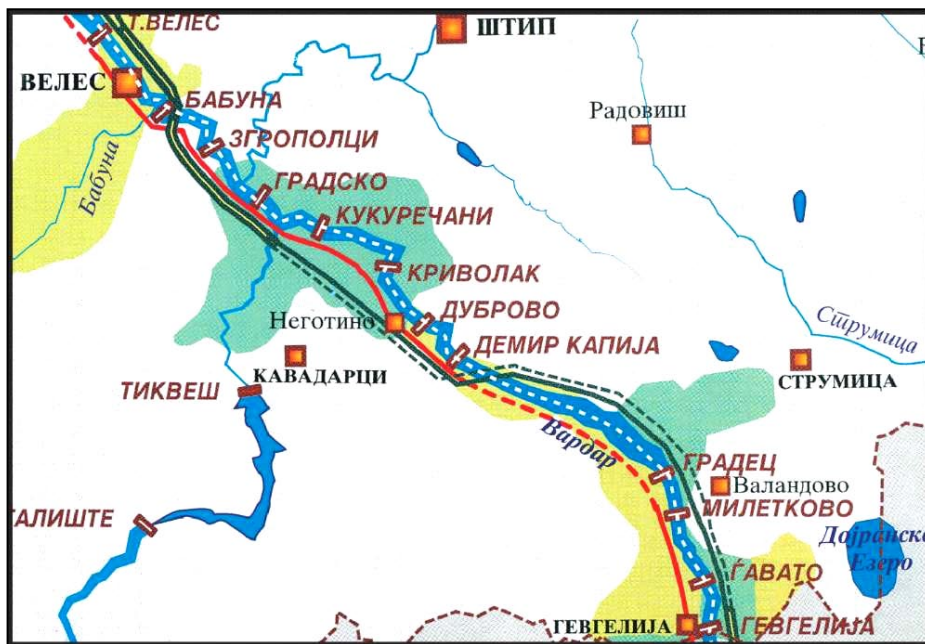 Т.ВЕЛЕС
ШТИП
ВЕЛЕС
БАБУНА
Радовиш
ЗГРОПОЛЦИ
Бабуна
ГРАДСКО
КУКУРЕЧАНИ
КРИВОЛАК
ДУБРОВО
Неготино
Струмица
ДЕМИР КАПИЈА
КАВАДАРЦИ
СТРУМИЦА
ТИКВЕШ
Вардар
ГРАДЕЦ
Валандово
МИЛЕТКОВО
АЛИШТЕ
Дојранско
Езеро
ЃАВАТО
ГЕВГЕЛИЈА
ГЕВГЕЛИЈА